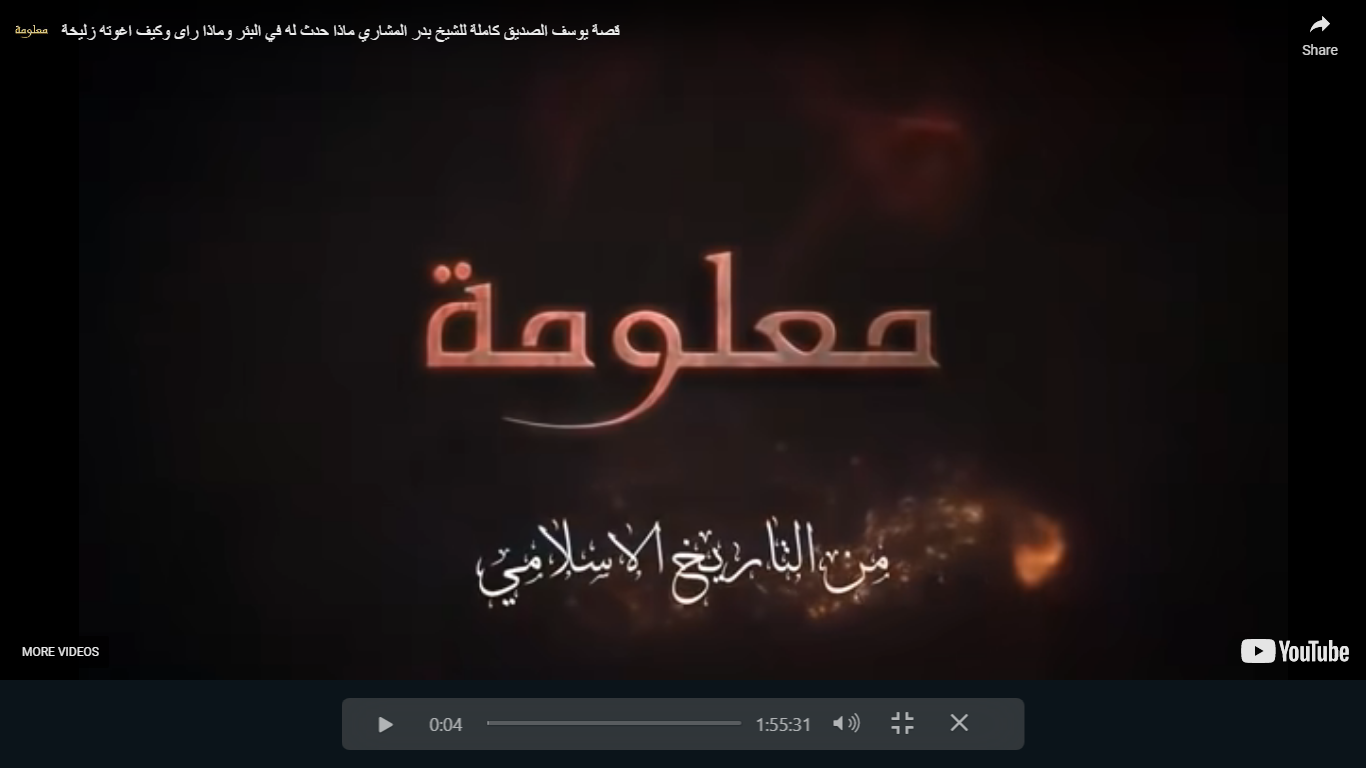 معلومة
قصة يوسف الصديق كاملة للشيخ بدر المشاري ماذا حدث له في البئر وماذا راى وكيف اغوته زليخة
Share
معلومة
من التاريخ الاسلامي
MORE VIDEOS
YouTube
0:04
1:55:31